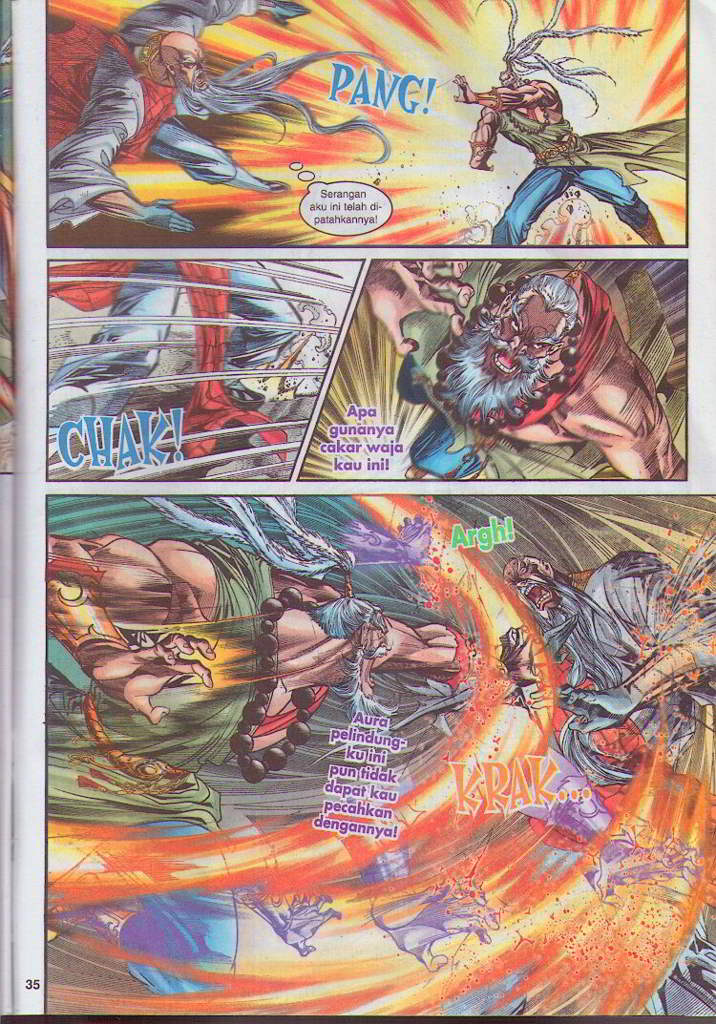 PANG!
Serangan
aku ini telah di-
patahkannya!
CHAK!
Apa
gunanya
cakar waja
kau ini!
Argh!
Aura
pelindung-
ku ini
pun tidak
dapat kau
pecahkan
dengannya!
KRAK...
35